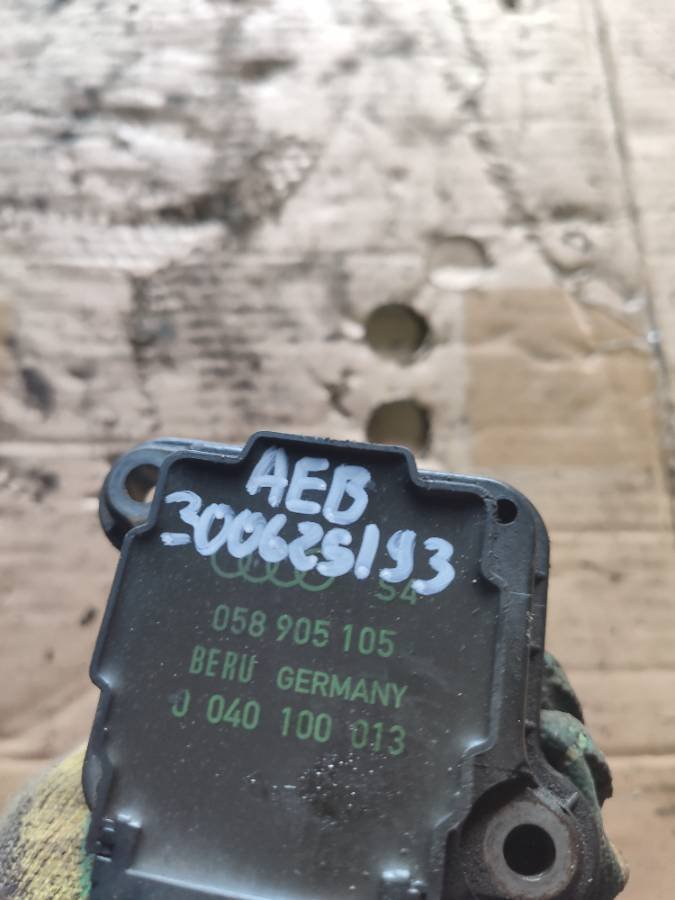 AEB
300625193
S4
058 905 105
BERU GERMANY
0 040 100 013